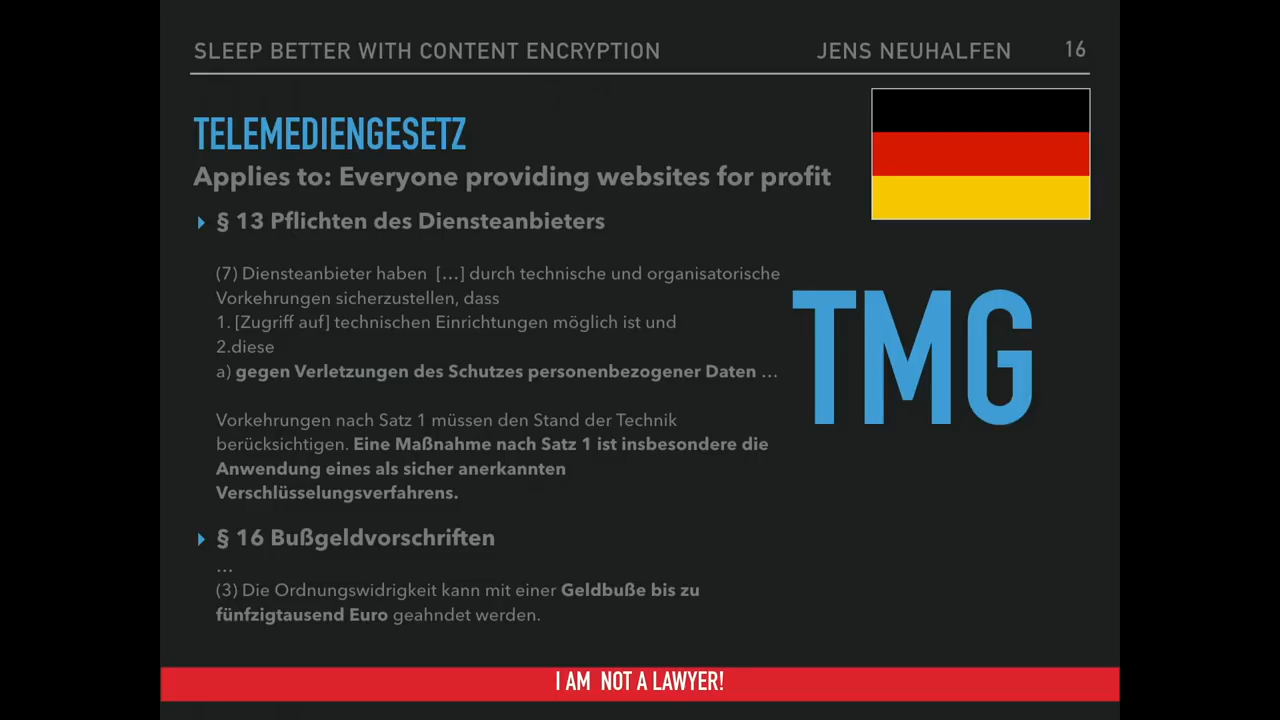 SLEEP BETTER WITH CONTENT ENCRYPTION JENS NEUHALFEN 16
TELEMEDIENGESETZ
Applies to: Everyone providing websites for profit
§ 13 Pflichten des Diensteanbieters
(7) Diensteanbieter haben […] durch technische und organisatorische
Vorkehrungen sicherzustellen, dass
1. [Zugriff auf] technischen Einrichtungen möglich ist und
2.diese
a) gegen Verletzungen des Schutzes personenbezogener Daten …
TMG
Vorkehrungen nach Satz 1 müssen den Stand der Technik
berücksichtigen. Eine Maßnahme nach Satz 1 ist insbesondere die
Anwendung eines als sicher anerkannten
Verschlüsselungsverfahrens.
§ 16 Bußgeldvorschriften
…
(3) Die Ordnungswidrigkeit kann mit einer Geldbuße bis zu
fünfzigtausend Euro geahndet werden.
I AM NOT A LAWYER!